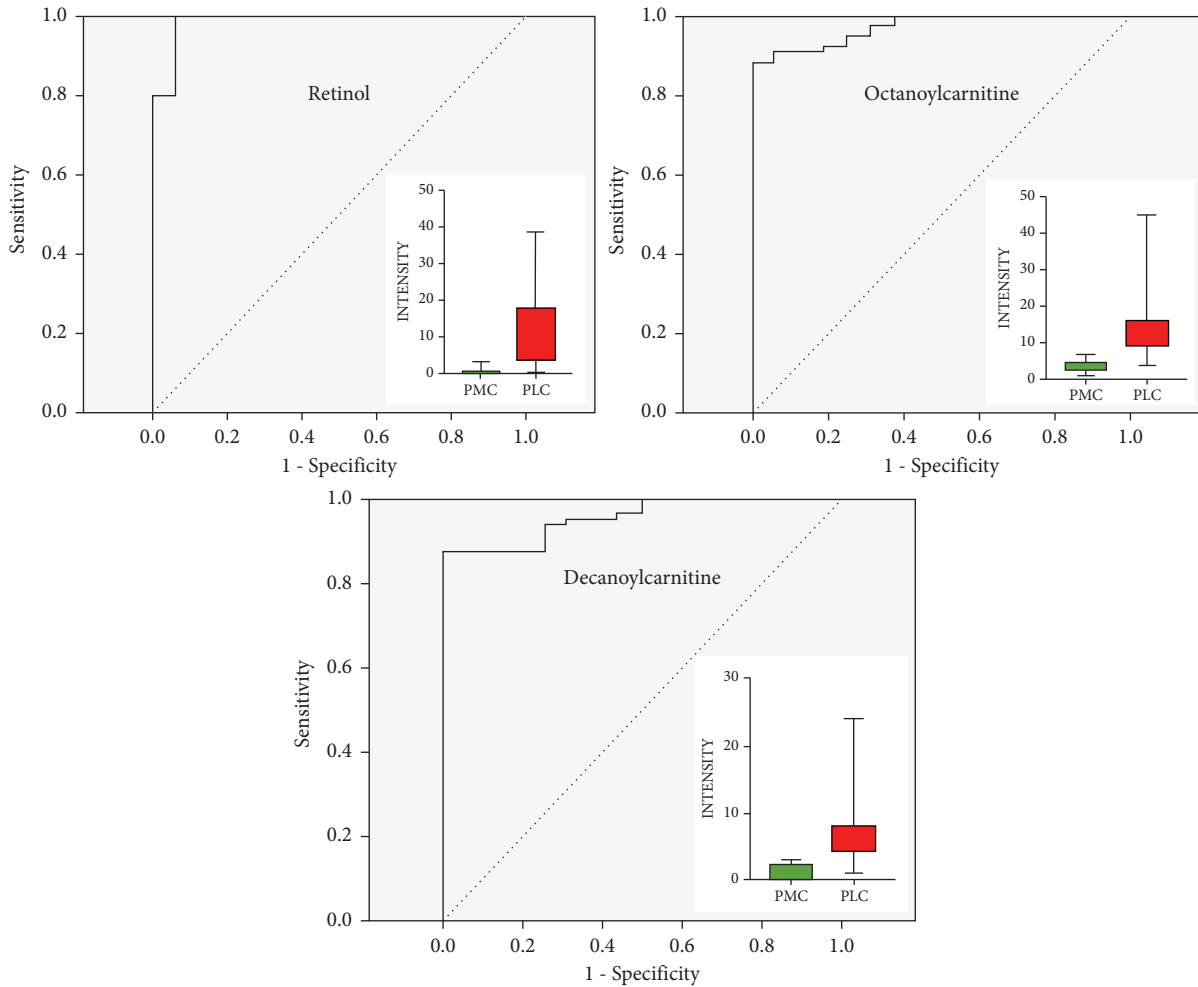 Retinol
Sensitivity
1.0
0.8
0.6
0.4
0.2
0.0
0.0 0.2 0.4 0.6 0.8 1.0
1 - Specificity
INTENSITY
50
40
30
20
10
0
PMC PLC
Octanoylcarnitine
Sensitivity
1.0
0.8
0.6
0.4
0.2
0.0
0.0 0.2 0.4 0.6 0.8 1.0
1 - Specificity
INTENSITY
50
40
30
20
10
0
PMC PLC
Decanoylcarnitine
Sensitivity
1.0
0.8
0.6
0.4
0.2
0.0
0.0 0.2 0.4 0.6 0.8 1.0
1 - Specificity
INTENSITY
30
20
10
0
PMC PLC